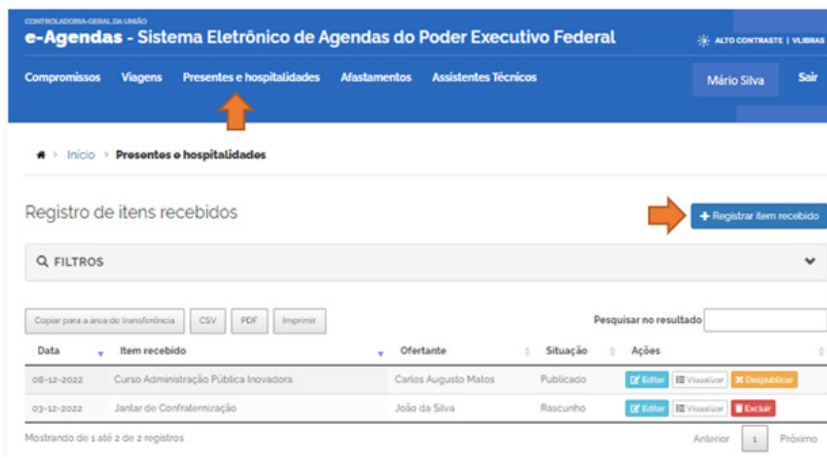 CONTROLADORIA-GERAL DA UNIÃO
e-Agendas - Sistema Eletrônico de Agendas do Poder Executivo Federal
ALTO CONTRASTE | VLIBRAS
Compromissos Viagens Presentes e hospitalidades Afastamentos Assistentes Técnicos Mário Silva Sair
> Início > Presentes e hospitalidades
Registro de itens recebidos
+ Registrar item recebido
FILTROS
Copiar para a área do transferência CSV PDF Imprimir Pesquisar no resultado
Data Item recebido Ofertante Situação Ações
08-12-2022 Curso Administração Pública Inovadora Carlos Augusto Matos Publicado Editar Visualizar Despublicar
03-12-2022 Jantar de Confraternização João da Silva Rascunho Editar Visualizar Excluir
Mostrando de 1 até 2 de 2 registros Anterior 1 Próximo